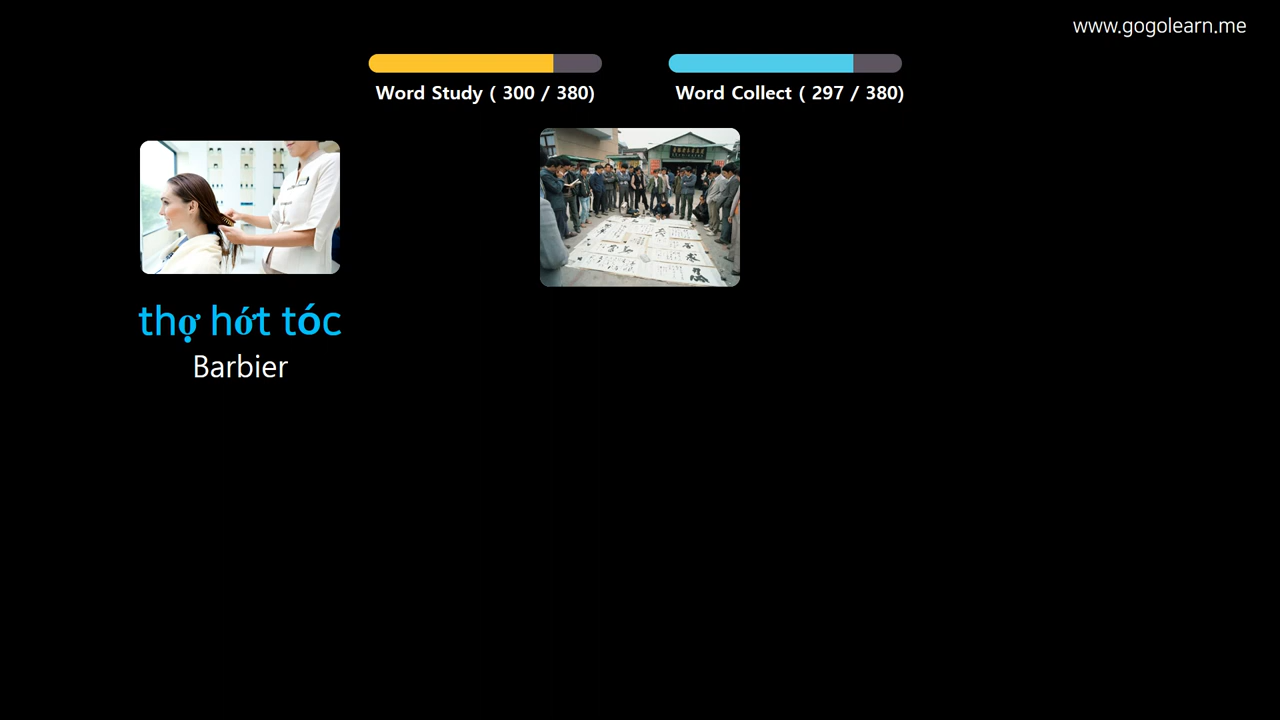 www.gogolearn.me
Word Study ( 300 / 380)
Word Collect ( 297 / 380)
thợ hớt tóc
Barbier